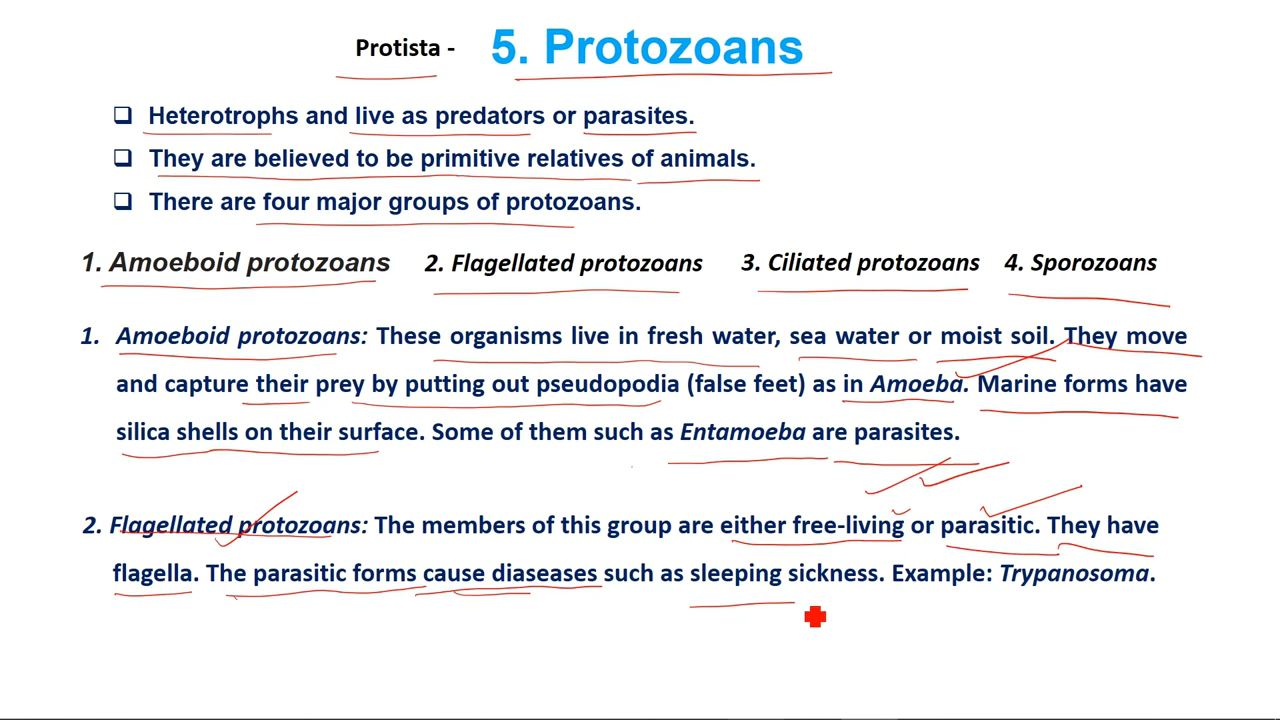 Protista - 5. Protozoans
❑ Heterotrophs and live as predators or parasites.
❑ They are believed to be primitive relatives of animals.
❑ There are four major groups of protozoans.
1. Amoeboid protozoans 2. Flagellated protozoans 3. Ciliated protozoans 4. Sporozoans
1. Amoeboid protozoans: These organisms live in fresh water, sea water or moist soil. They move
and capture their prey by putting out pseudopodia (false feet) as in Amoeba. Marine forms have
silica shells on their surface. Some of them such as Entamoeba are parasites.
2. Flagellated protozoans: The members of this group are either free-living or parasitic. They have
flagella. The parasitic forms cause diaseases such as sleeping sickness. Example: Trypanosoma.